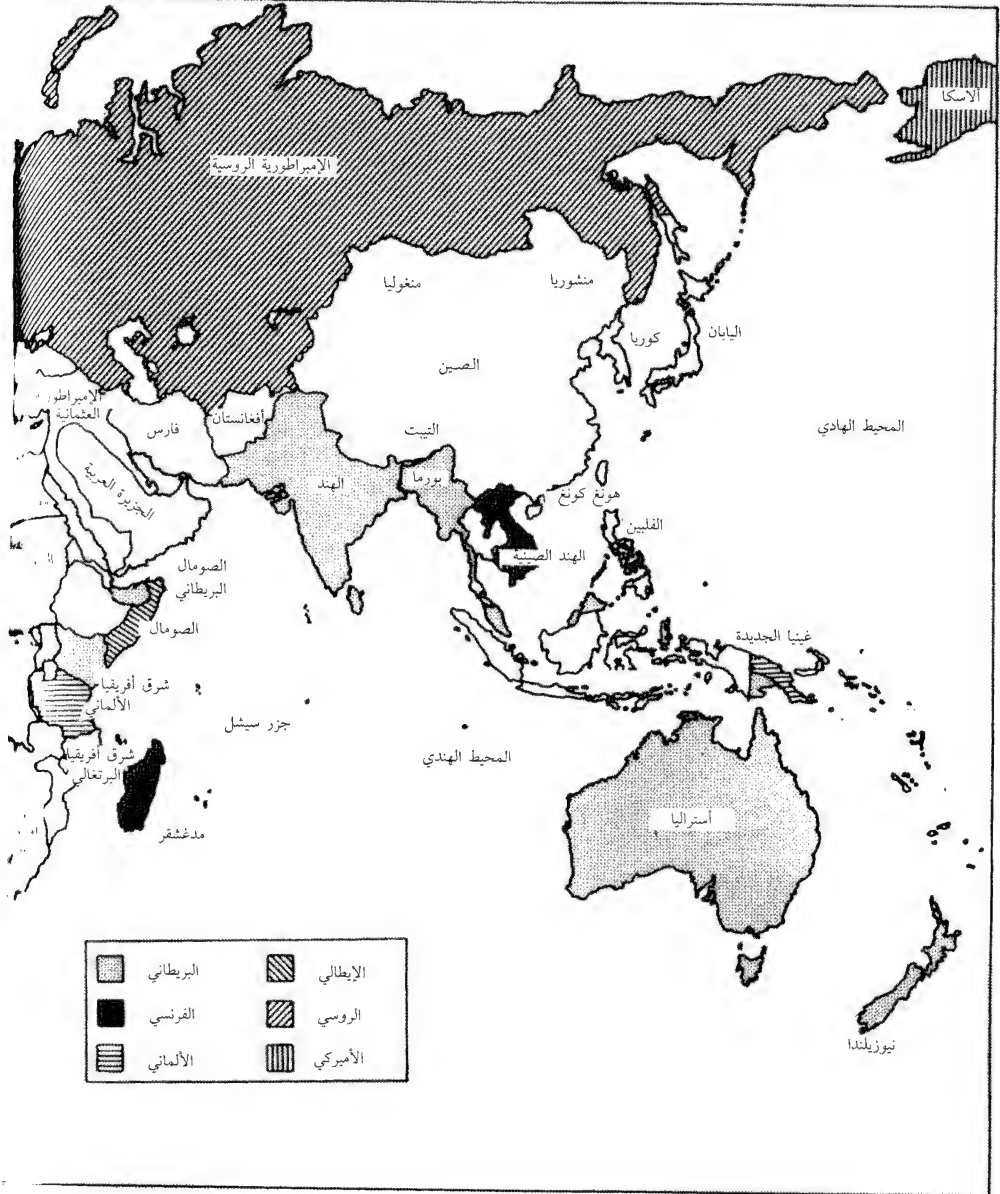 ألاسكا
الإمبراطورية الروسية
منغوليا
منشوريا
اليابان
كوريا
الصين
الإمبراطو
العثمانية
فارس
أفغانستان
التيبت
المحيط الهادي
الجزيرة العربية
الهند
بورما
هونغ كونغ
الفلبين
الهند الصينية
الصومال
البريطاني
الصومال
غينيا الجديدة
شرق أفريقيا
الألماني
جزر سيشل
شرق أفريقيا
البرتغالي
المحيط الهندي
مدغشقر
أستراليا
نيوزيلندا
الإيطالي
البريطاني
الروسي
الفرنسي
الأميركي
الألماني